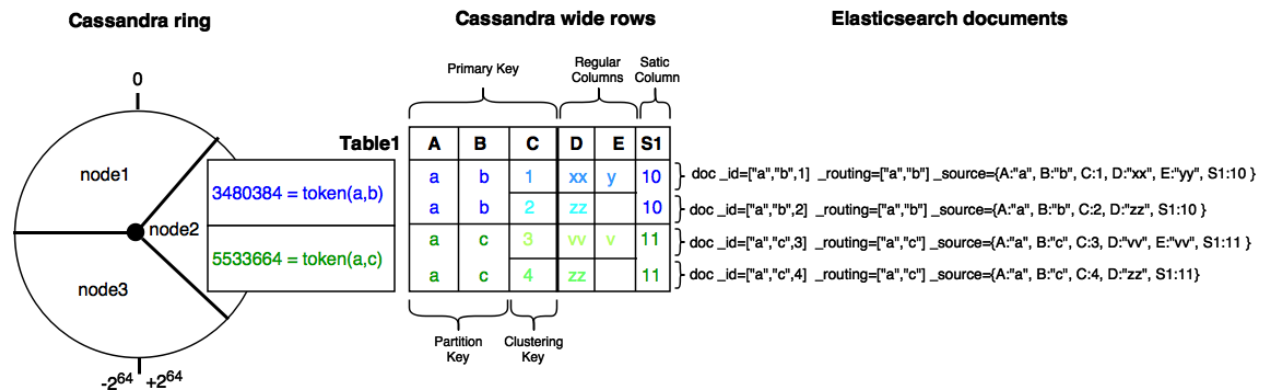 Cassandra ring
Cassandra wide rows
Elasticsearch documents
Primary Key
Regular
Columns
Satic
Column
0
Table1
A B C D E S1
node1
node2
node3
3480384 = token(a,b)
5533664 = token(a,c)
a b 1 xx y 10
a b 2 zz 10
a c 3 vv v 11
a c 4 zz 11
doc _id=["a","b",1] _routing=["a","b"] _source={A:"a", B:"b", C:1, D:"xx", E:"yy", S1:10 }
doc _id=["a","b",2] _routing=["a","b"] _source={A:"a", B:"b", C:2, D:"zz", S1:10 }
doc _id=["a","c",3] _routing=["a","c"] _source={A:"a", B:"c", C:3, D:"vv", E:"vv", S1:11 }
doc _id=["a","c",4] _routing=["a","c"] _source={A:"a", B:"c", C:4, D:"zz", S1:11}
Partition
Key
Clustering
Key
-2^64 +2^64